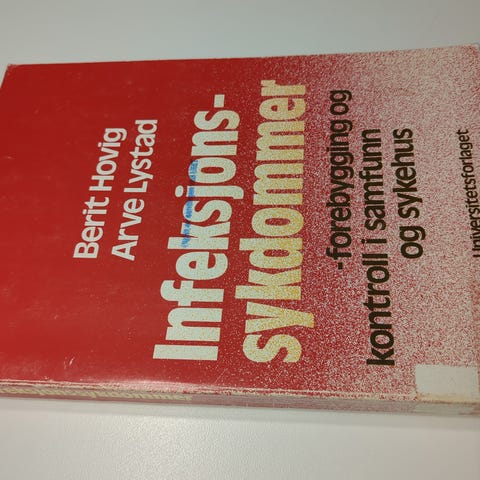 Berit Hovig
Arve Lystad
Infeksjons-
sykdommer
-forebygging og
kontroll i samfunn
og sykehus
Universitetsforlaget